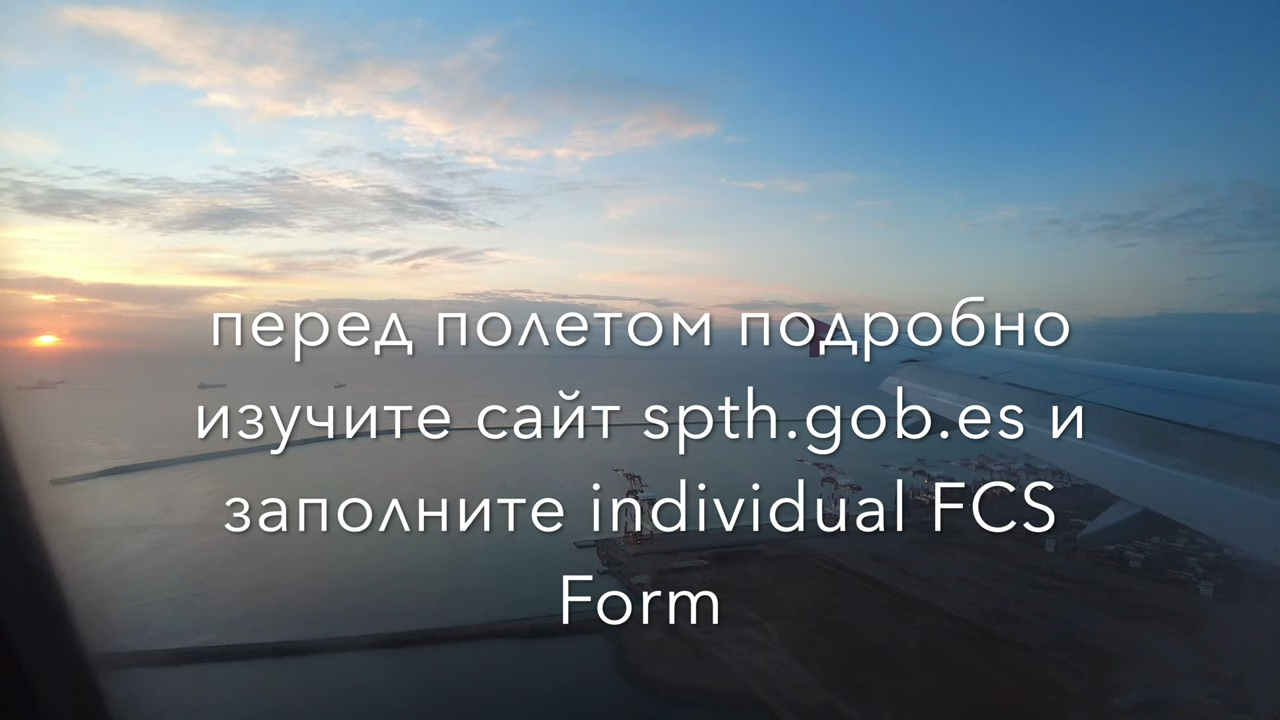 перед полетом подробно
изучите сайт spth.gob.es и
заполните individual FCS
Form